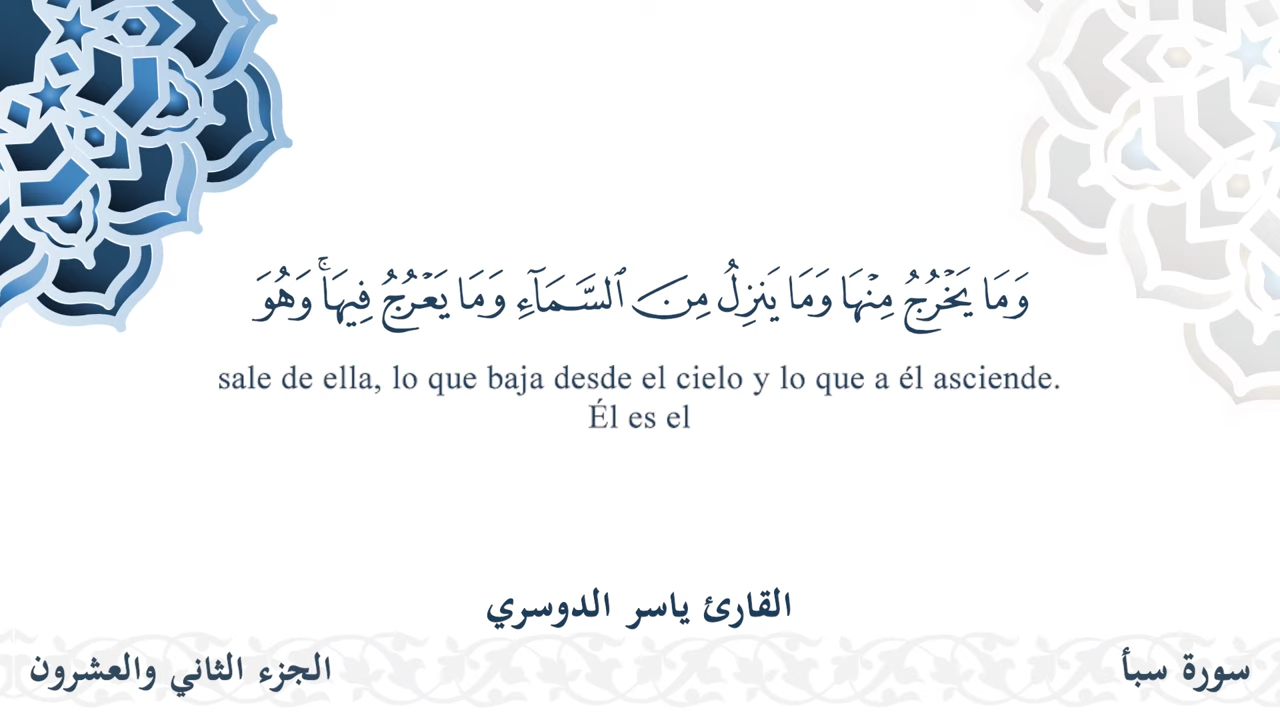 وَمَا يَخْرُجُ مِنْهَا وَمَا يَنزِلُ مِنَ ٱلسَّمَآءِ وَمَا يَعْرُجُ فِيهَاۚ وَهُوَ
sale de ella, lo que baja desde el cielo y lo que a él asciende.
Él es el
القارئ ياسر الدوسري
سورة سبأ
الجزء الثاني والعشرون